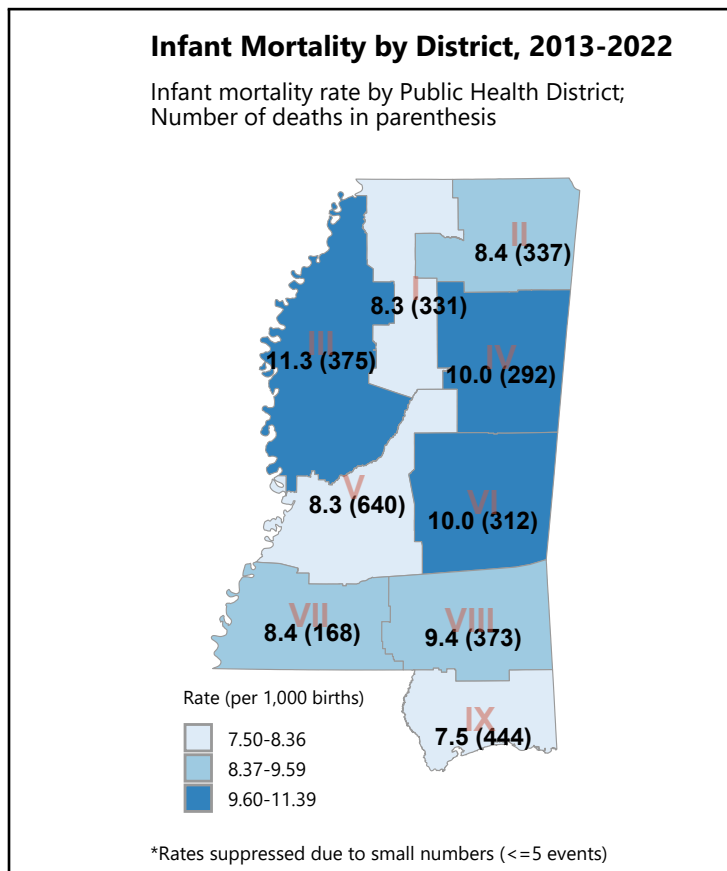 Infant Mortality by District, 2013-2022
Infant mortality rate by Public Health District;
Number of deaths in parenthesis
II
8.4 (337)
I
8.3 (331)
III
11.3 (375)
IV
10.0 (292)
V
8.3 (640)
VI
10.0 (312)
VII
8.4 (168)
VIII
9.4 (373)
IX
7.5 (444)
Rate (per 1,000 births)
7.50-8.36
8.37-9.59
9.60-11.39
*Rates suppressed due to small numbers (<=5 events)